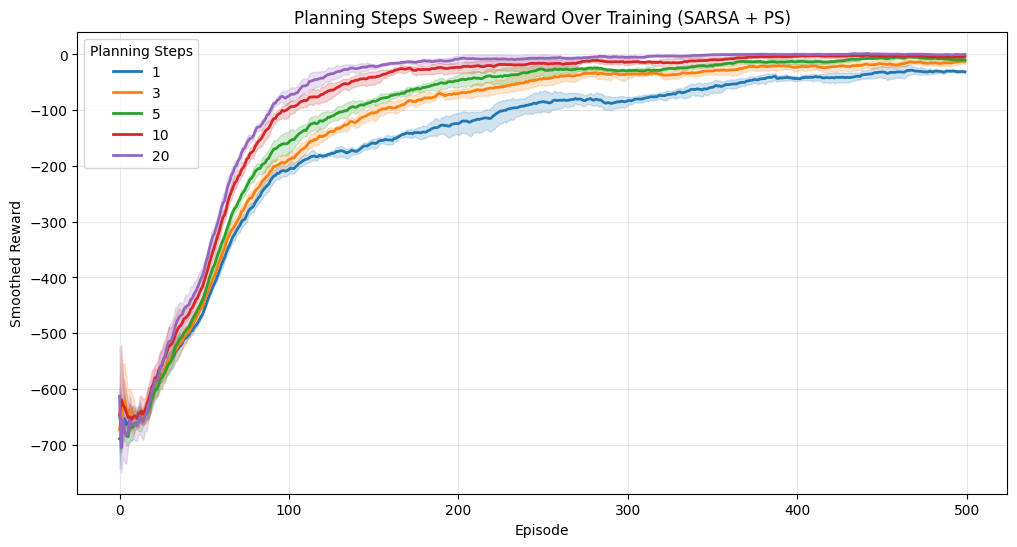 Planning Steps Sweep - Reward Over Training (SARSA + PS)
Planning Steps
1
3
5
10
20
0
−100
−200
−300
−400
−500
−600
−700
Smoothed Reward
0 100 200 300 400 500
Episode